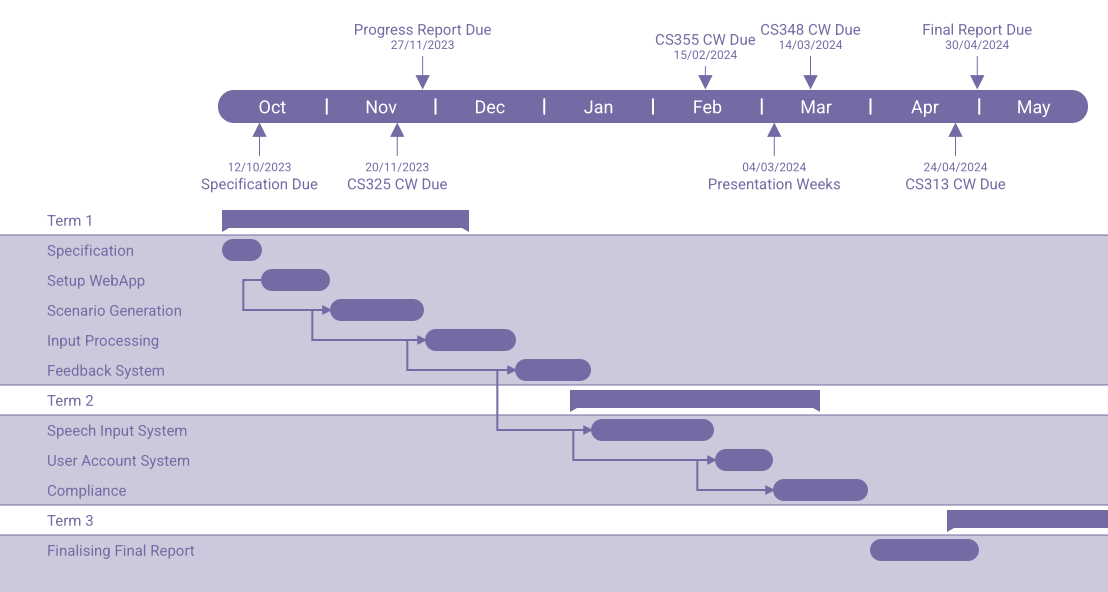 Progress Report Due
27/11/2023
CS355 CW Due
15/02/2024
CS348 CW Due
14/03/2024
Final Report Due
30/04/2024
Oct Nov Dec Jan Feb Mar Apr May
12/10/2023
Specification Due
20/11/2023
CS325 CW Due
04/03/2024
Presentation Weeks
24/04/2024
CS313 CW Due
Term 1
Specification
Setup WebApp
Scenario Generation
Input Processing
Feedback System
Term 2
Speech Input System
User Account System
Compliance
Term 3
Finalising Final Report